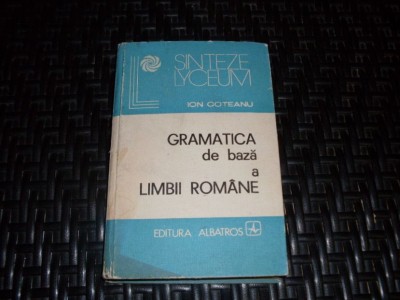 SINTEZE
LYCEUM
ION COTEANU
GRAMATICA
de bază
a
LIMBII ROMÂNE
EDITURA ALBATROS